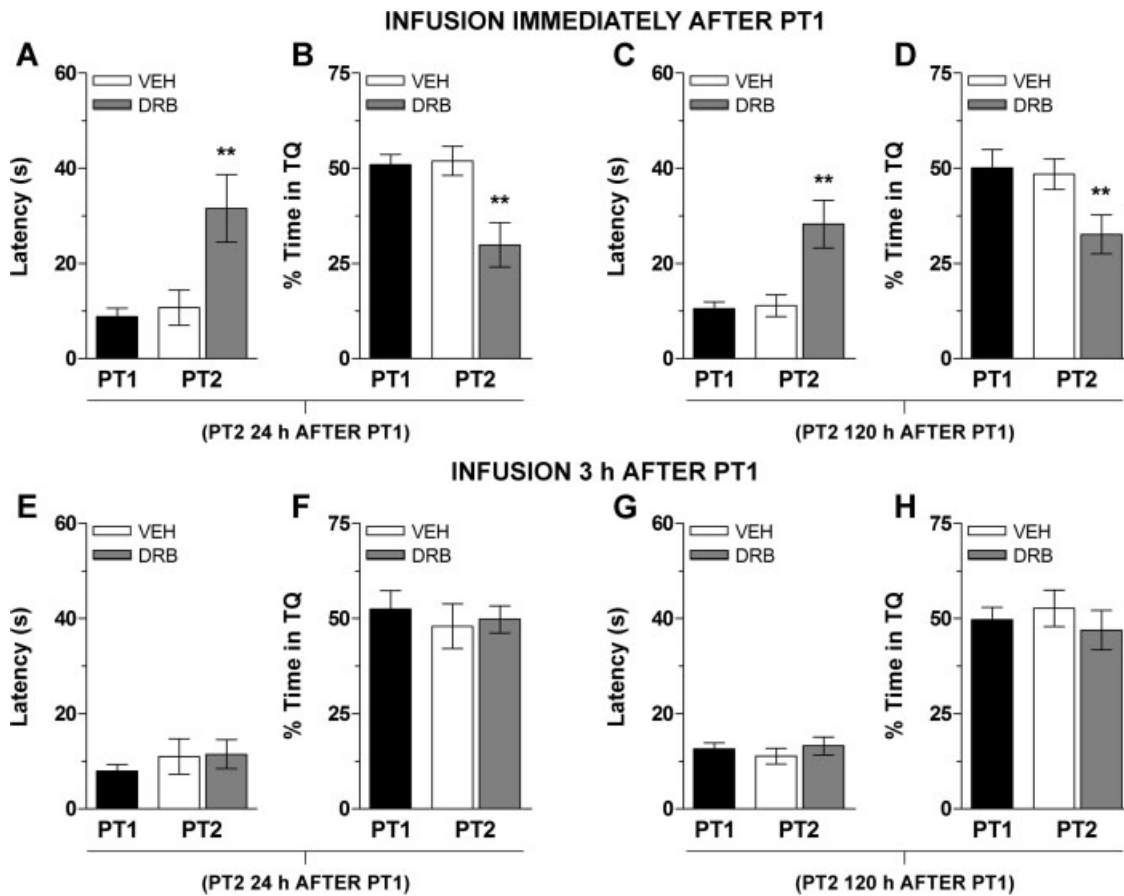 INFUSION IMMEDIATELY AFTER PT1
A
60
40
20
0
Latency (s)
VEH
DRB
**
PT1 PT2
B
75
50
25
0
% Time in TQ
VEH
DRB
**
PT1 PT2
(PT2 24 h AFTER PT1)
C
60
40
20
0
Latency (s)
VEH
DRB
**
PT1 PT2
D
75
50
25
0
% Time in TQ
VEH
DRB
**
PT1 PT2
(PT2 120 h AFTER PT1)
INFUSION 3 h AFTER PT1
E
60
40
20
0
Latency (s)
VEH
DRB
PT1 PT2
F
75
50
25
0
% Time in TQ
VEH
DRB
PT1 PT2
(PT2 24 h AFTER PT1)
G
60
40
20
0
Latency (s)
VEH
DRB
PT1 PT2
H
75
50
25
0
% Time in TQ
VEH
DRB
PT1 PT2
(PT2 120 h AFTER PT1)